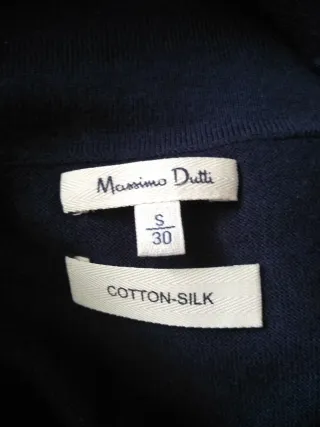 Massimo Dutti
S
30
COTTON-SILK